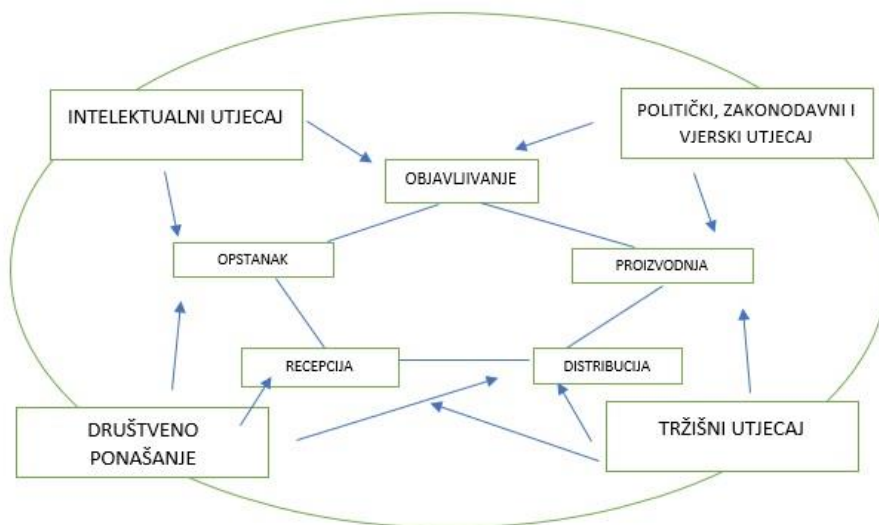 INTELEKTUALNI UTJECAJ
POLITIČKI, ZAKONODAVNI I
VJERSKI UTJECAJ
OBJAVLJIVANJE
OPSTANAK
PROIZVODNJA
RECEPCIJA
DISTRIBUCIJA
DRUŠTVENO
PONAŠANJE
TRŽIŠNI UTJECAJ